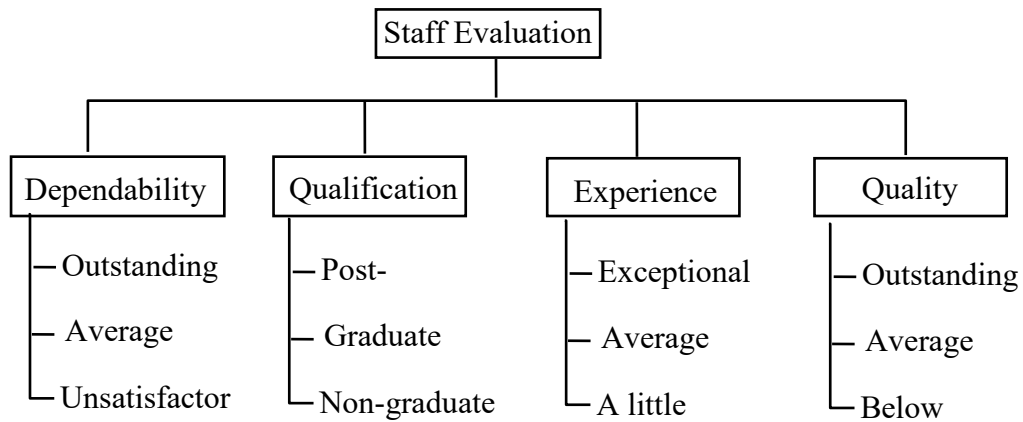 Staff Evaluation
Dependability
Outstanding
Average
Unsatisfactor
Qualification
Post-
Graduate
Non-graduate
Experience
Exceptional
Average
A little
Quality
Outstanding
Average
Below